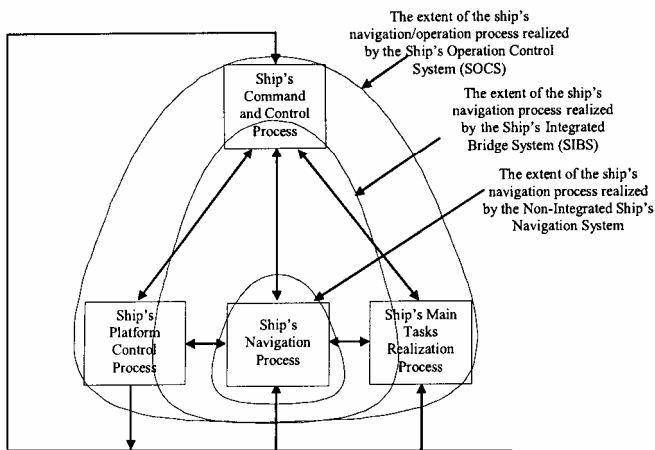 The extent of the ship's
navigation/operation process realized
by the Ship's Operation Control
System (SOCS)
The extent of the ship's
navigation process realized
by the Ship's Integrated
Bridge System (SIBS)
The extent of the ship's
navigation process realized
by the Non-Integrated Ship's
Navigation System
Ship's
Command
and Control
Process
Ship's
Platform
Control
Process
Ship's
Navigation
Process
Ship's Main
Tasks
Realization
Process